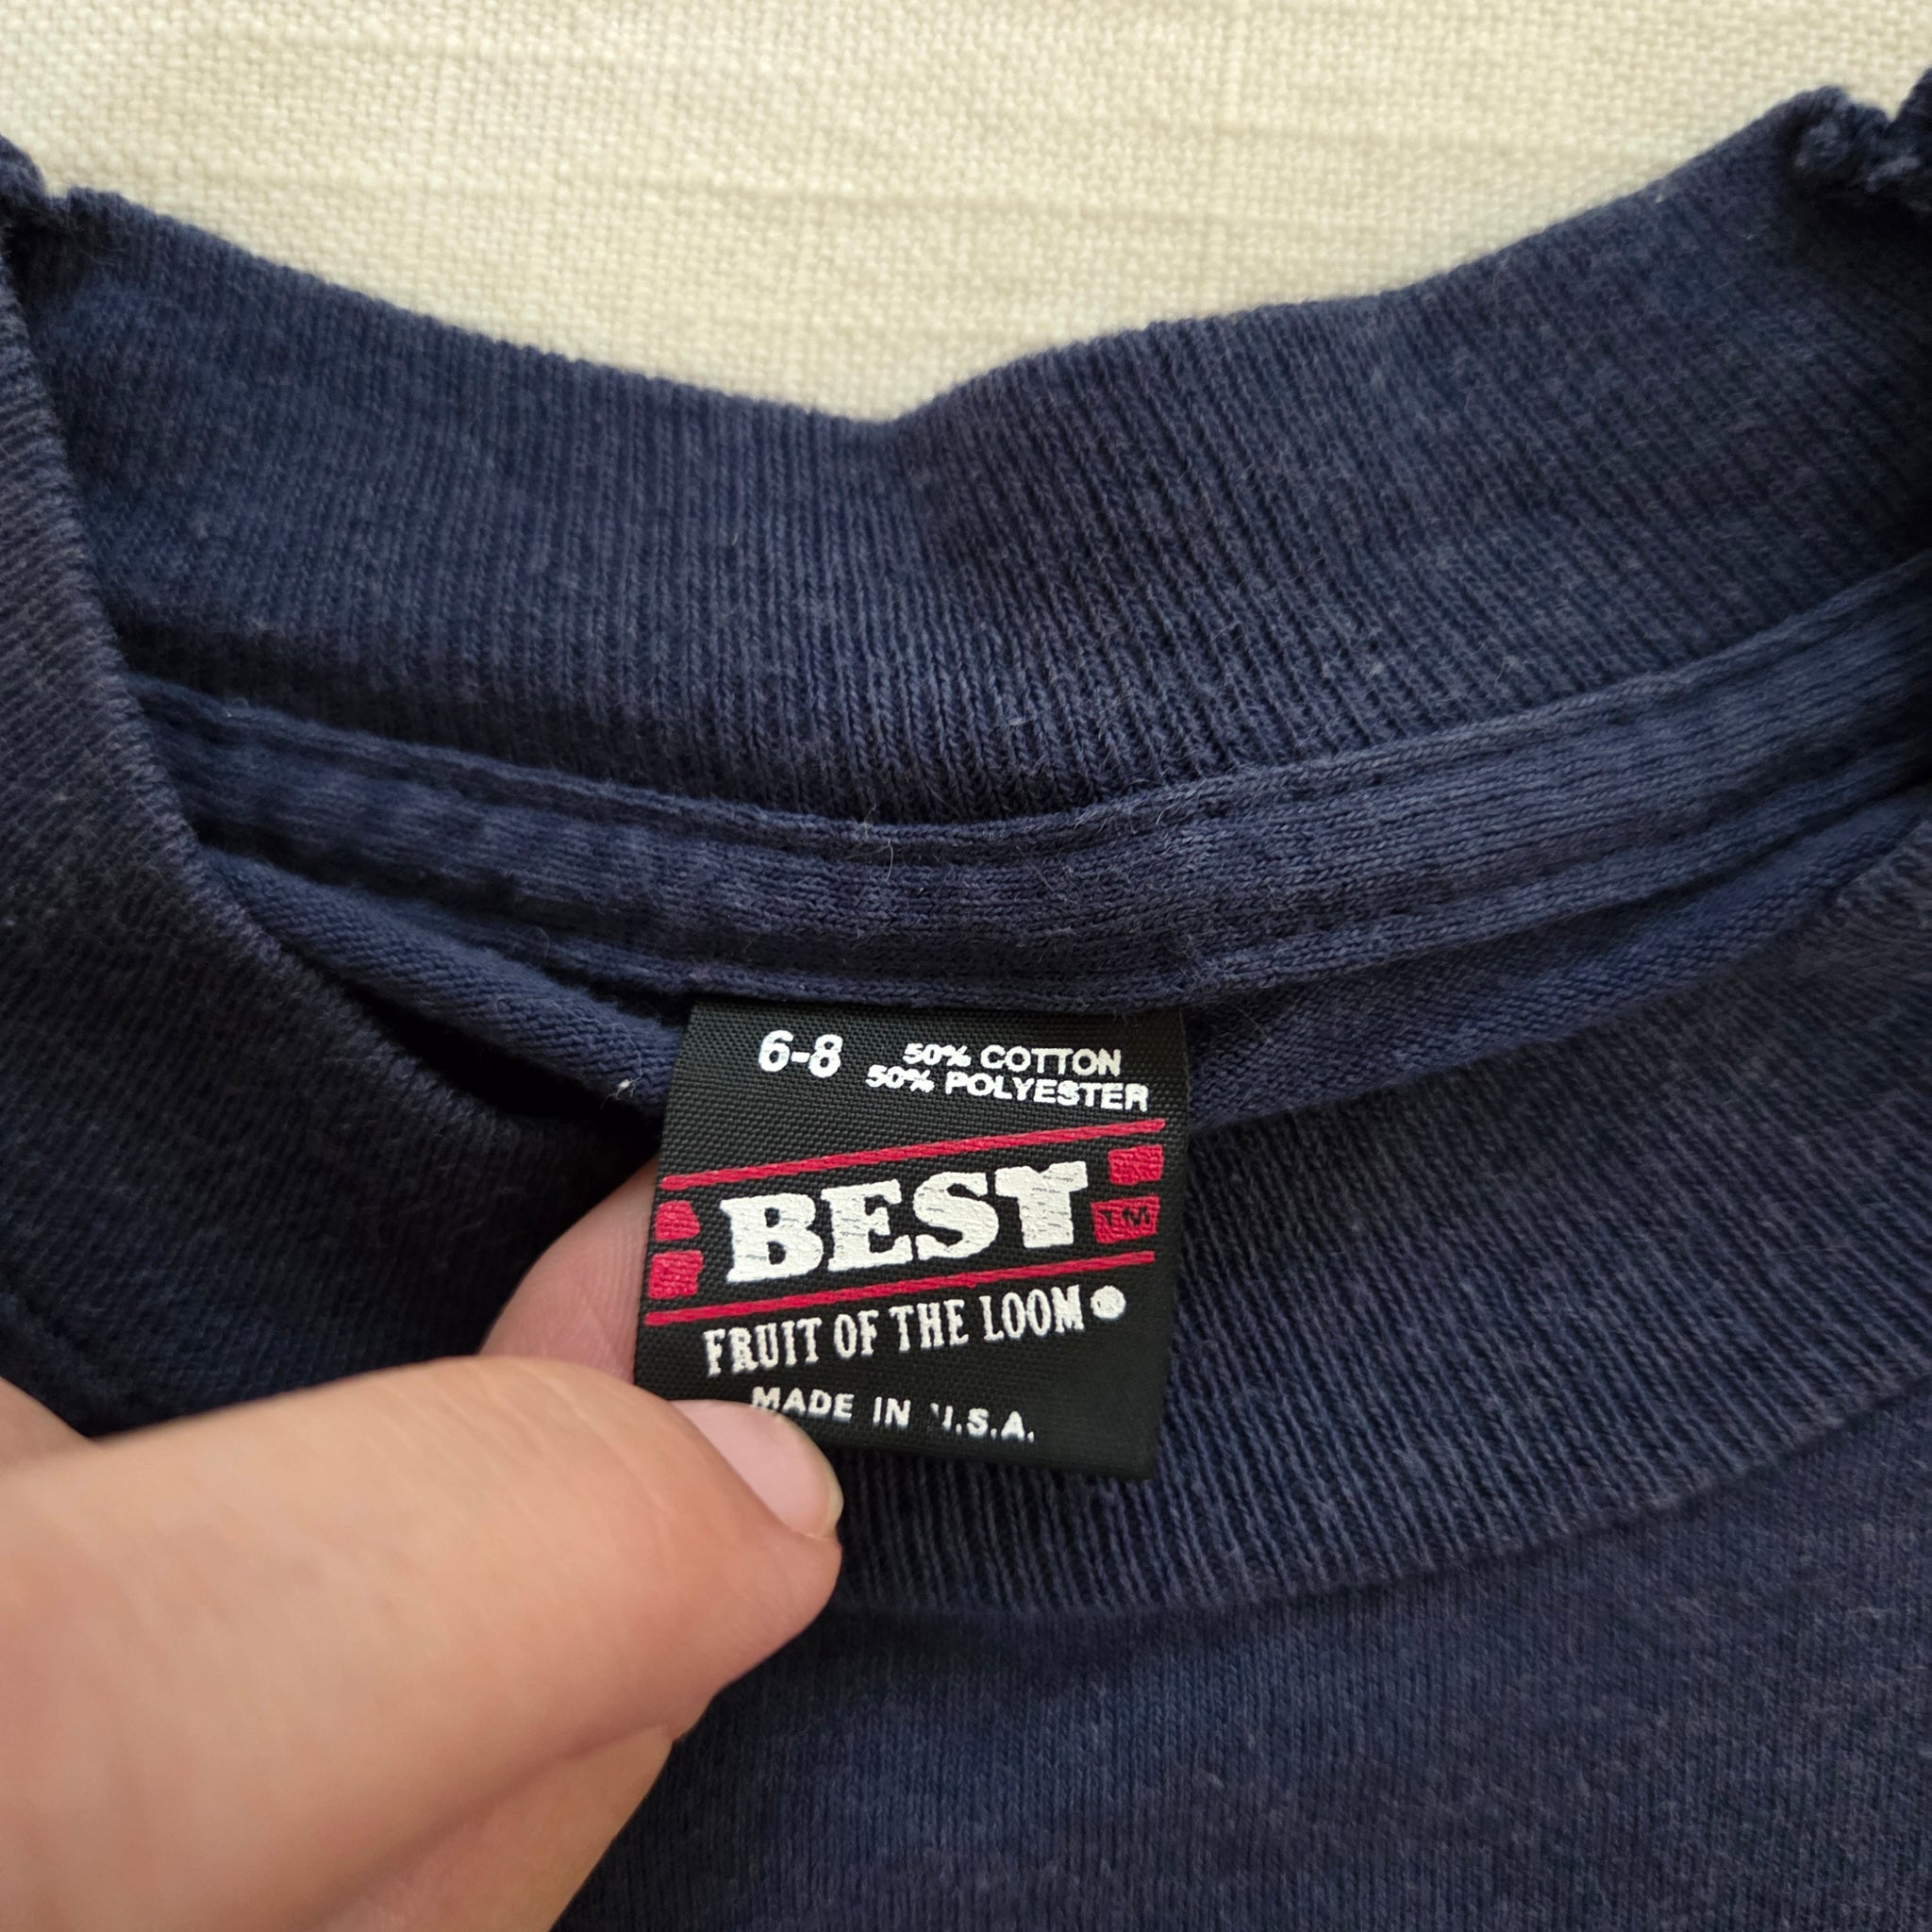 6-8 50% COTTON
50% POLYESTER
BEST
TM
FRUIT OF THE LOOM
MADE IN U.S.A.